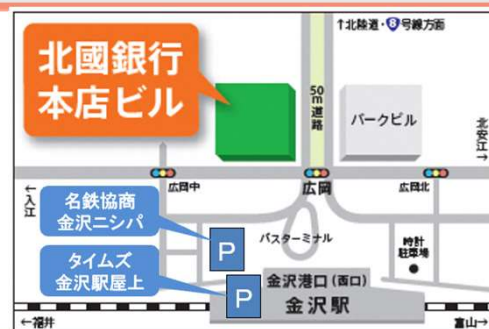 ↑北陸道・8号線方面
北國銀行
本店ビル
50m道路
パークビル
北安江→
←入江
広岡中
広岡
広岡北
名鉄協商
金沢ニシパ
P
バスターミナル
時計
駐車場
タイムズ
金沢駅屋上
P
金沢港口(西口)
金沢駅
←福井
富山→